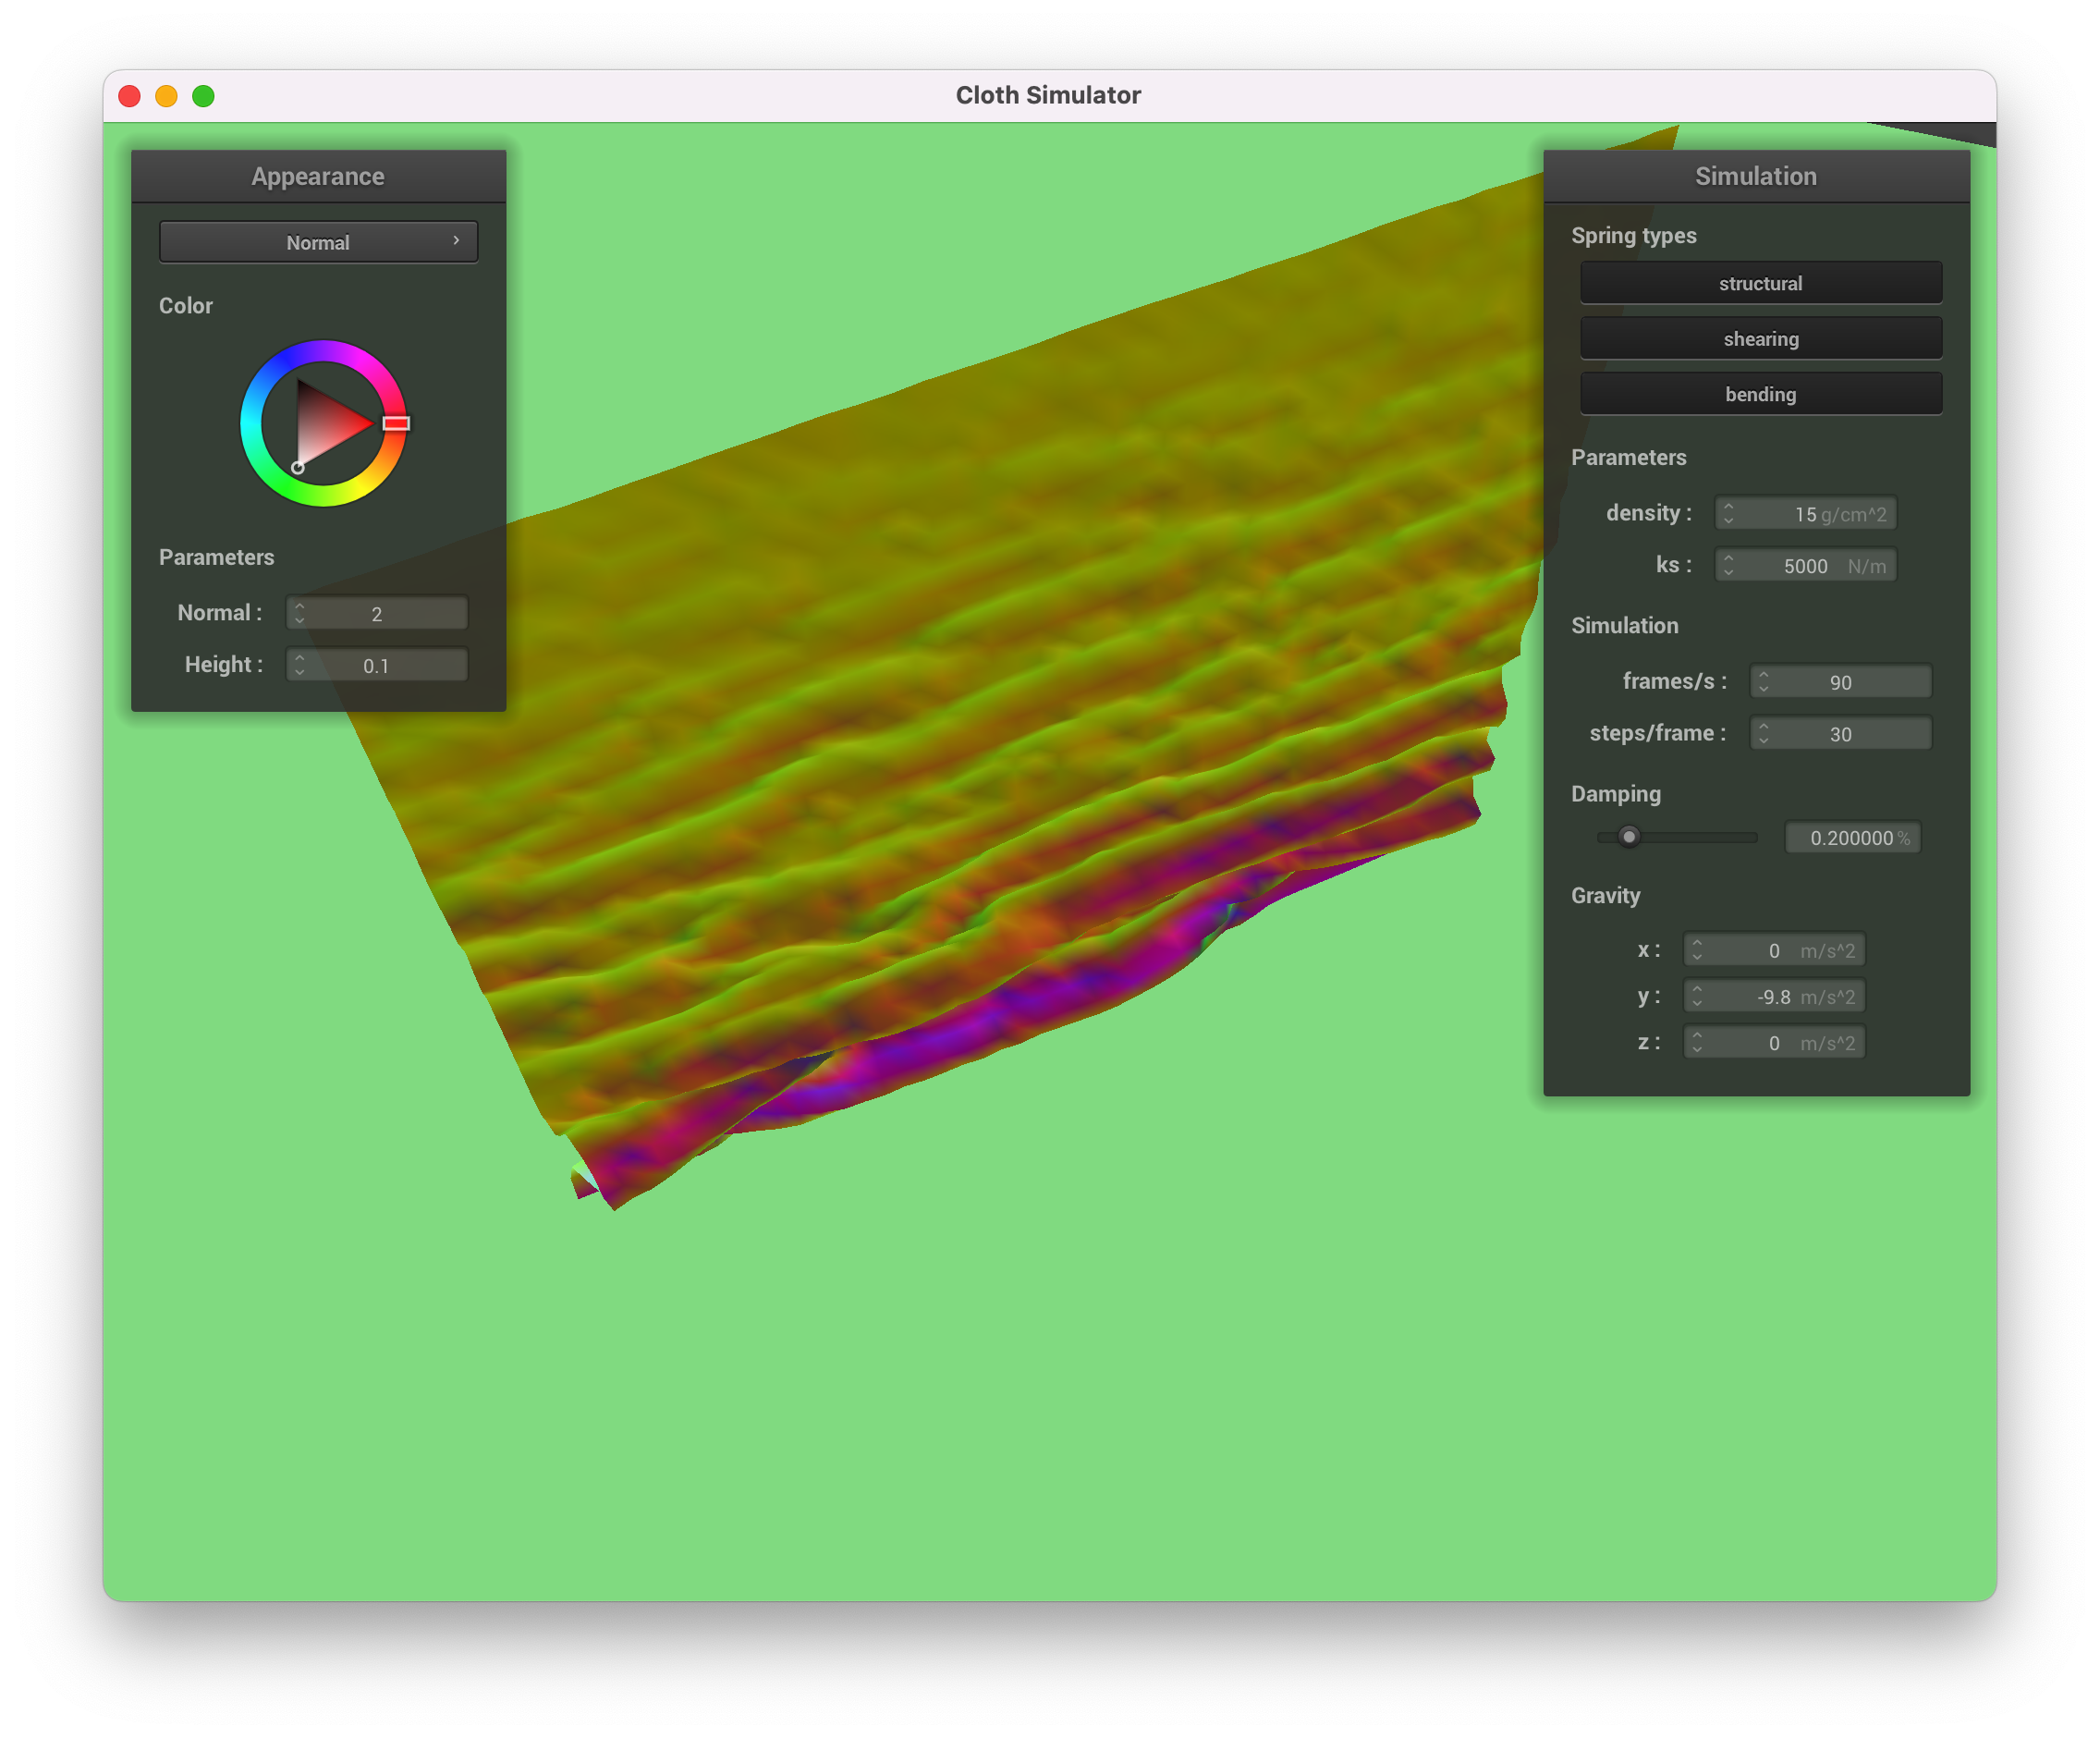 Cloth Simulator
Appearance
Normal
Color
Parameters
Normal : 2
Height : 0.1
Simulation
Spring types
structural
shearing
bending
Parameters
density : 15 g/cm^2
ks : 5000 N/m
Simulation
frames/s : 90
steps/frame : 30
Damping
0.200000 %
Gravity
x : 0 m/s^2
y : -9.8 m/s^2
z : 0 m/s^2